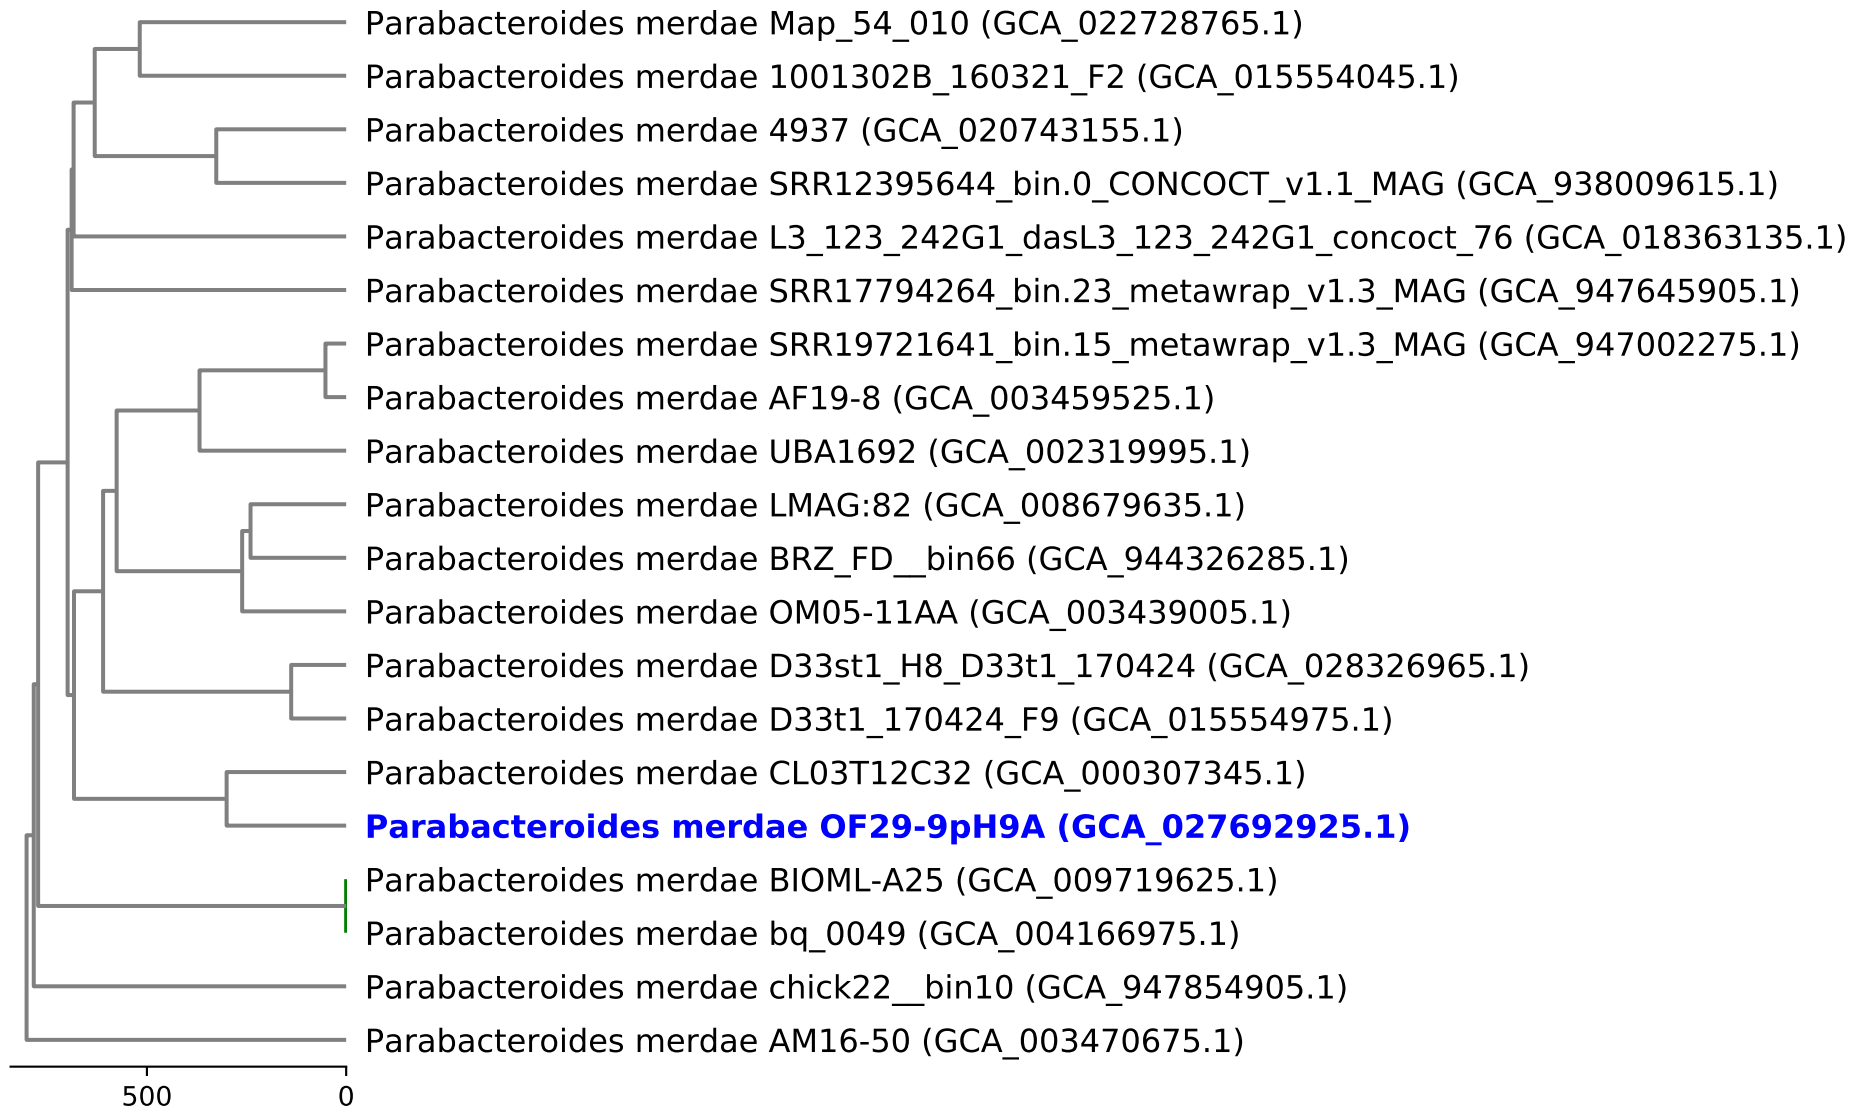 Parabacteroides merdae Map_54_010 (GCA_022728765.1)
Parabacteroides merdae 1001302B_160321_F2 (GCA_015554045.1)
Parabacteroides merdae 4937 (GCA_020743155.1)
Parabacteroides merdae SRR12395644_bin.0_CONCOCT_v1.1_MAG (GCA_938009615.1)
Parabacteroides merdae L3_123_242G1_dasL3_123_242G1_concoct_76 (GCA_018363135.1)
Parabacteroides merdae SRR17794264_bin.23_metawrap_v1.3_MAG (GCA_947645905.1)
Parabacteroides merdae SRR19721641_bin.15_metawrap_v1.3_MAG (GCA_947002275.1)
Parabacteroides merdae AF19-8 (GCA_003459525.1)
Parabacteroides merdae UBA1692 (GCA_002319995.1)
Parabacteroides merdae LMAG:82 (GCA_008679635.1)
Parabacteroides merdae BRZ_FD__bin66 (GCA_944326285.1)
Parabacteroides merdae OM05-11AA (GCA_003439005.1)
Parabacteroides merdae D33st1_H8_D33t1_170424 (GCA_028326965.1)
Parabacteroides merdae D33t1_170424_F9 (GCA_015554975.1)
Parabacteroides merdae CL03T12C32 (GCA_000307345.1)
Parabacteroides merdae OF29-9pH9A (GCA_027692925.1)
Parabacteroides merdae BIOML-A25 (GCA_009719625.1)
Parabacteroides merdae bq_0049 (GCA_004166975.1)
Parabacteroides merdae chick22__bin10 (GCA_947854905.1)
Parabacteroides merdae AM16-50 (GCA_003470675.1)
500 0